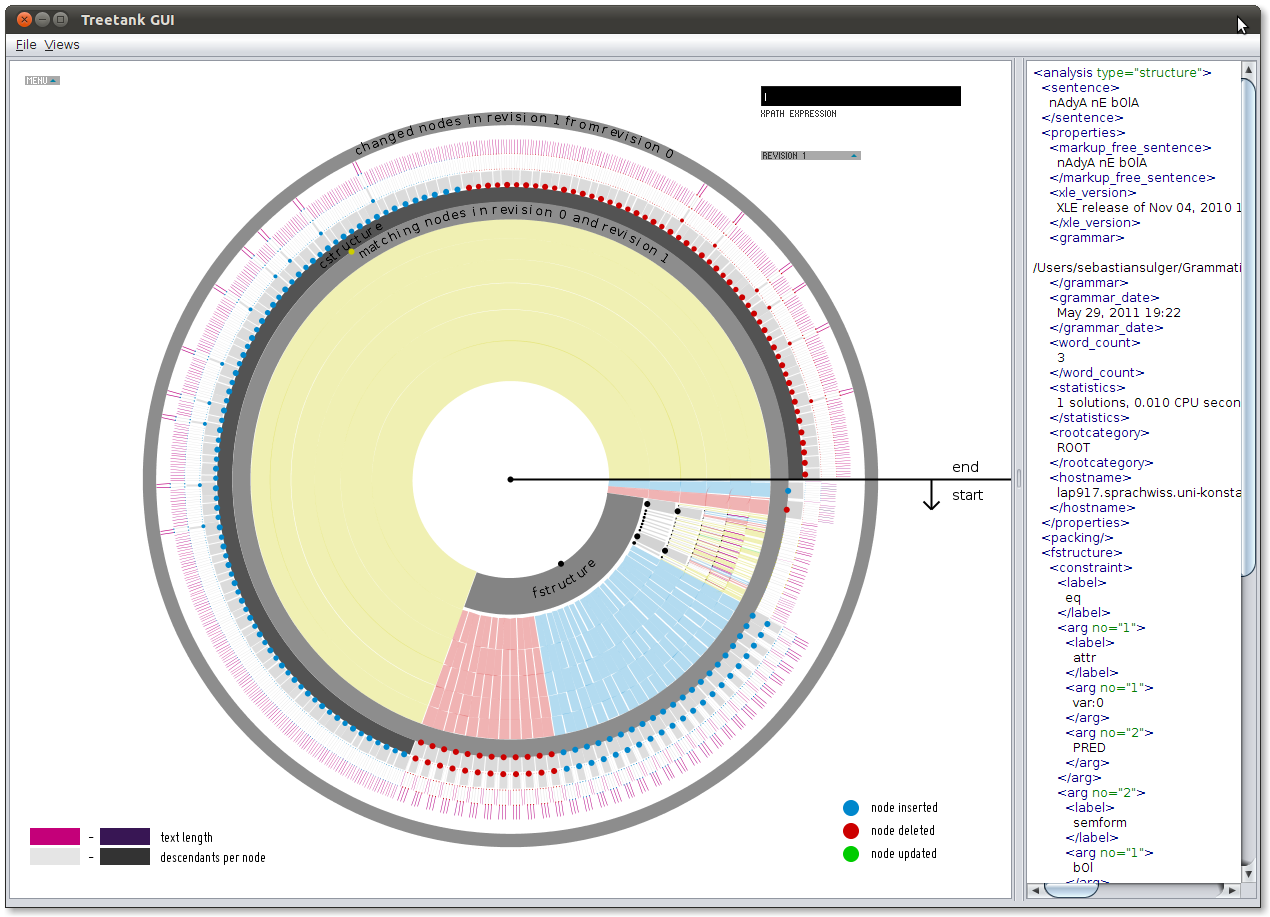 Treetank GUI
File Views
MENU
XPATH EXPRESSION
REVISION 1
changed nodes in revision 1 from revision 0
cstructure
matching nodes in revision 0 and revision 1
fstructure
end
start
text length
descendants per node
node inserted
node deleted
node updated
<analysis type="structure">
<sentence>
nAdyA nE bOlA
</sentence>
<properties>
<markup_free_sentence>
nAdyA nE bOlA
</markup_free_sentence>
<xle_version>
XLE release of Nov 04, 2010 1
</xle_version>
<grammar>
/Users/sebastiansulger/Grammati
</grammar>
<grammar_date>
May 29, 2011 19:22
</grammar_date>
<word_count>
3
</word_count>
<statistics>
1 solutions, 0.010 CPU secon
</statistics>
<rootcategory>
ROOT
</rootcategory>
<hostname>
lap917.sprachwiss.uni-konsta
</hostname>
</properties>
<packing/>
<fstructure>
<constraint>
<label>
eq
</label>
<arg no="1">
<label>
attr
</label>
<arg no="1">
var:0
</arg>
<arg no="2">
PRED
</arg>
</arg>
<arg no="2">
<label>
semform
</label>
<arg no="1">
bOl
</arg>